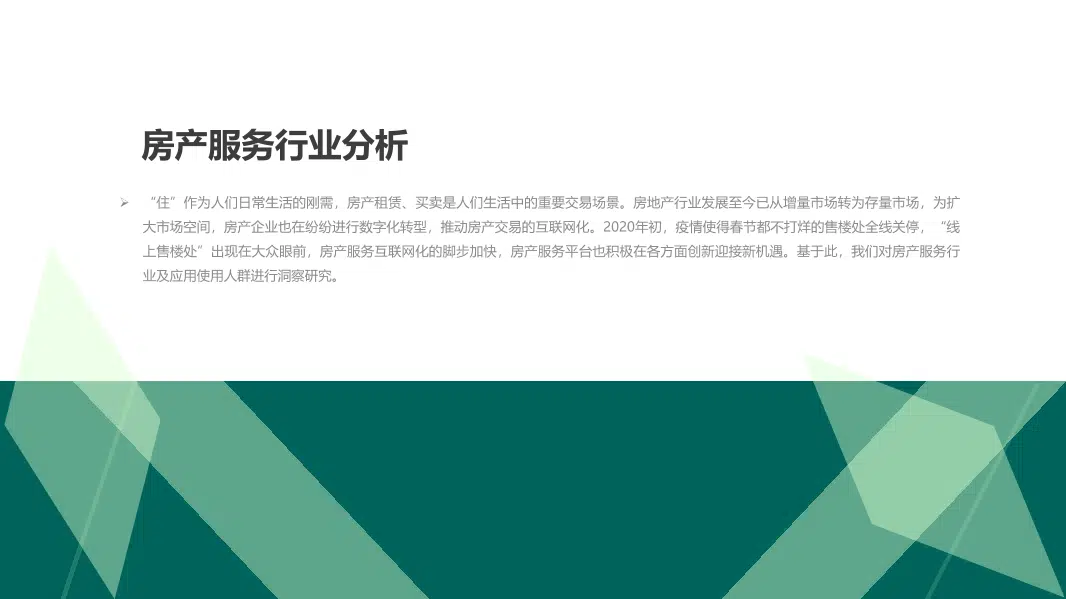 房产服务行业分析
➢ “住”作为人们日常生活的刚需，房产租赁、买卖是人们生活中的重要交易场景。房地产行业发展至今已从增量市场转为存量市场，为扩
大市场空间，房产企业也在纷纷进行数字化转型，推动房产交易的互联网化。2020年初，疫情使得春节都不打烊的售楼处全线关停，“线
上售楼处”出现在大众眼前，房产服务互联网化的脚步加快，房产服务平台也积极在各方面创新迎接新机遇。基于此，我们对房产服务行
业及应用使用人群进行洞察研究。